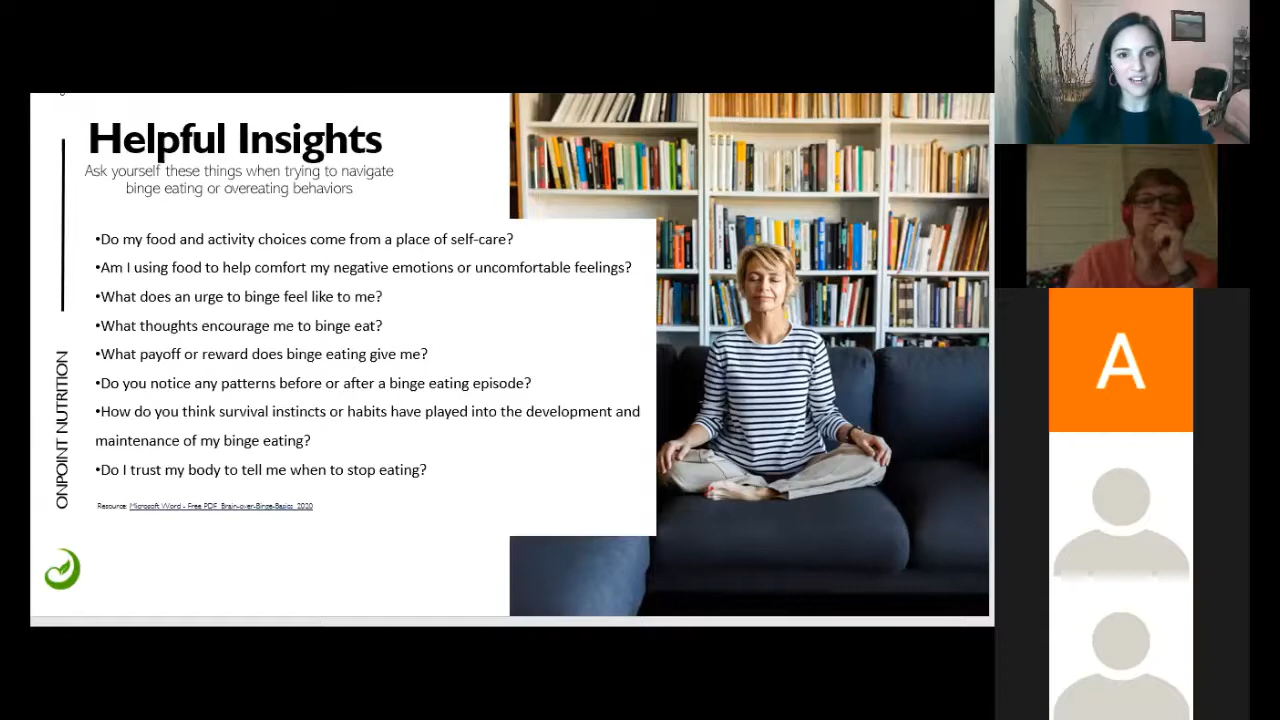 Helpful Insights
Ask yourself these things when trying to navigate
binge eating or overeating behaviors
•Do my food and activity choices come from a place of self-care?
•Am I using food to help comfort my negative emotions or uncomfortable feelings?
•What does an urge to binge feel like to me?
•What thoughts encourage me to binge eat?
•What payoff or reward does binge eating give me?
•Do you notice any patterns before or after a binge eating episode?
•How do you think survival instincts or habits have played into the development and
maintenance of my binge eating?
•Do I trust my body to tell me when to stop eating?
Resource: Microsoft Word - Free PDF_Brain-over-Binge-Basics_2020
ONPOINT NUTRITION
A